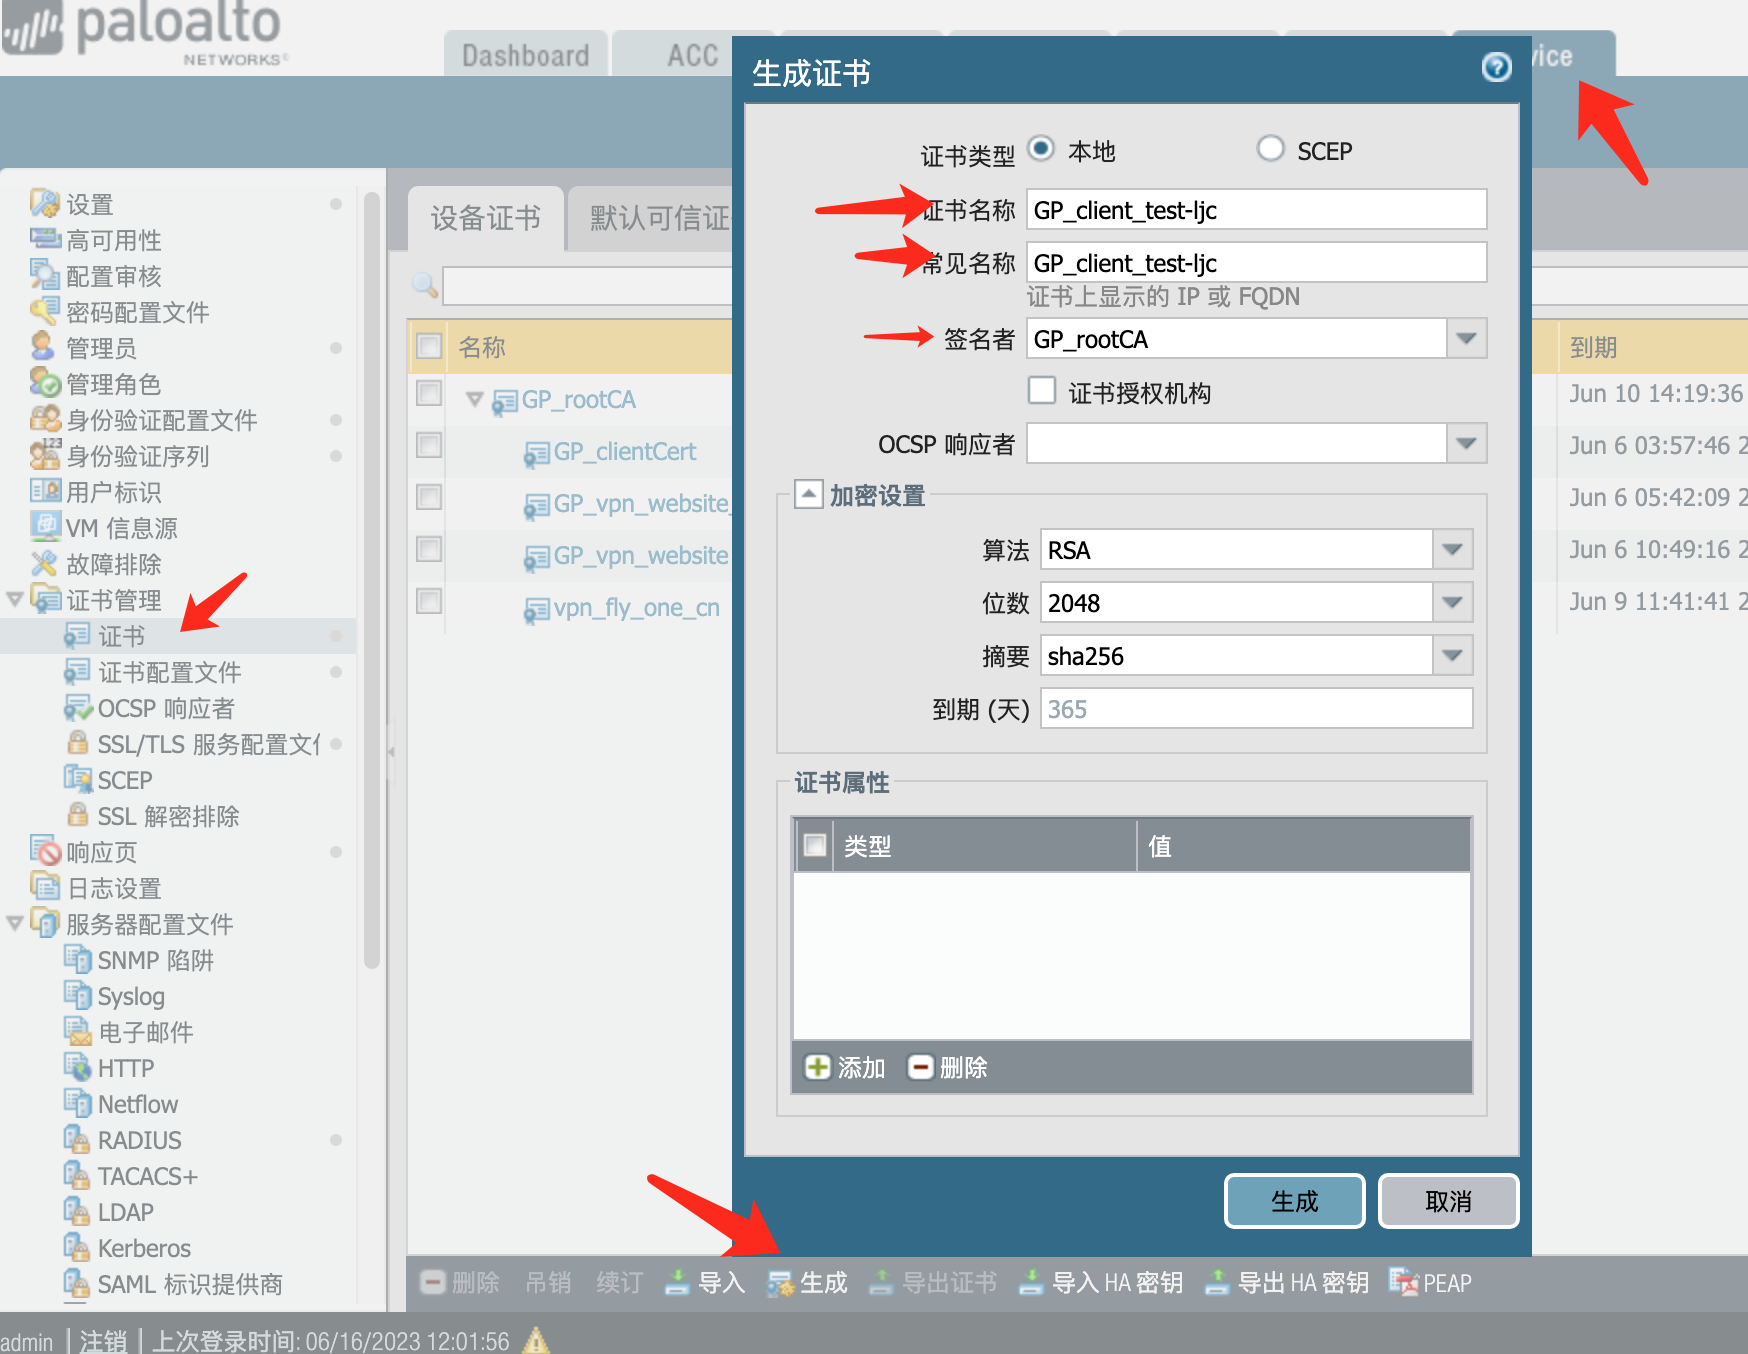 paloalto
NETWORKS
Dashboard
ACC
vice
设置
高可用性
配置审核
密码配置文件
管理员
管理角色
身份验证配置文件
身份验证序列
用户标识
VM 信息源
故障排除
证书管理
证书
证书配置文件
OCSP 响应者
SSL/TLS 服务配置文
SCEP
SSL 解密排除
响应页
日志设置
服务器配置文件
SNMP 陷阱
Syslog
电子邮件
HTTP
Netflow
RADIUS
TACACS+
LDAP
Kerberos
SAML 标识提供商
设备证书
默认可信证
名称
到期
GP_rootCA
Jun 10 14:19:36
GP_clientCert
Jun 6 03:57:46 2
GP_vpn_website_
Jun 6 05:42:09 2
GP_vpn_website
Jun 6 10:49:16 2
vpn_fly_one_cn
Jun 9 11:41:41 2
生成证书
证书类型 本地 SCEP
证书名称 GP_client_test-ljc
常见名称 GP_client_test-ljc
证书上显示的 IP 或 FQDN
签名者 GP_rootCA
证书授权机构
OCSP 响应者
加密设置
算法 RSA
位数 2048
摘要 sha256
到期 (天) 365
证书属性
类型 值
添加 删除
生成 取消
删除 吊销 续订 导入 生成 导出证书 导入 HA 密钥 导出 HA 密钥 PEAP
admin | 注销 | 上次登录时间: 06/16/2023 12:01:56